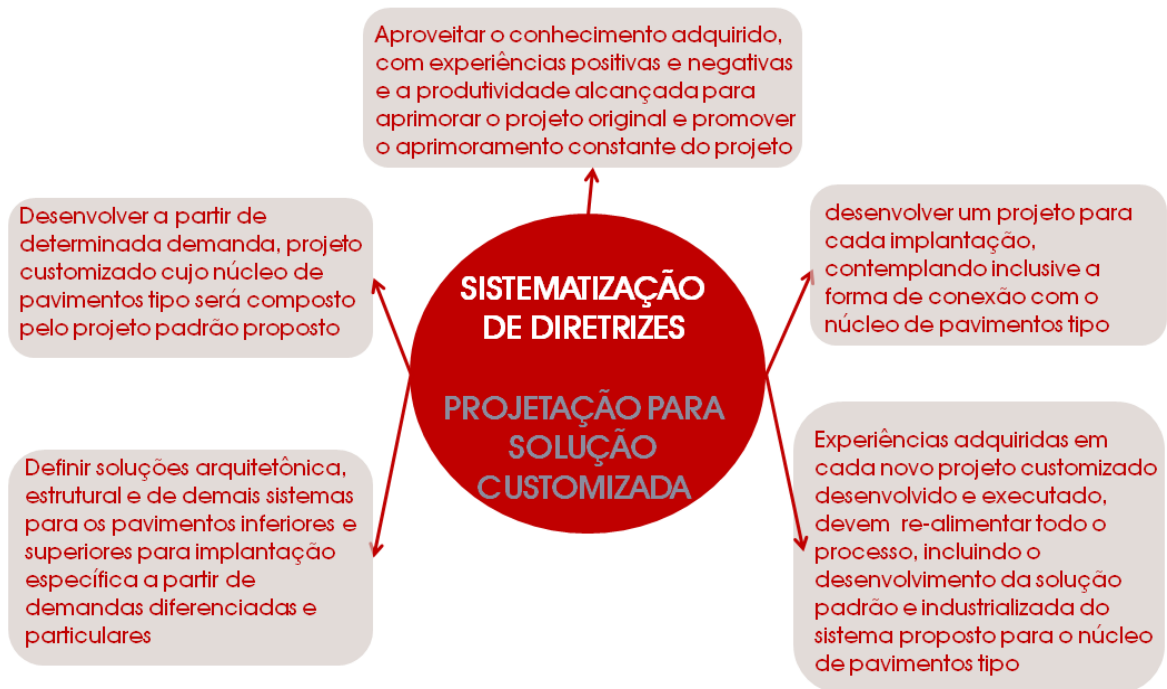 Aproveitar o conhecimento adquirido,
com experiências positivas e negativas
e a produtividade alcançada para
aprimorar o projeto original e promover
o aprimoramento constante do projeto
Desenvolver a partir de
determinada demanda, projeto
customizado cujo núcleo de
pavimentos tipo será composto
pelo projeto padrão proposto
desenvolver um projeto para
cada implantação,
contemplando inclusive a
forma de conexão com o
núcleo de pavimentos tipo
SISTEMATIZAÇÃO
DE DIRETRIZES
PROJETAÇÃO PARA
SOLUÇÃO
CUSTOMIZADA
Definir soluções arquitetônica,
estrutural e de demais sistemas
para os pavimentos inferiores e
superiores para implantação
específica a partir de
demandas diferenciadas e
particulares
Experiências adquiridas em
cada novo projeto customizado
desenvolvido e executado,
devem re-alimentar todo o
processo, incluindo o
desenvolvimento da solução
padrão e industrializada do
sistema proposto para o núcleo
de pavimentos tipo